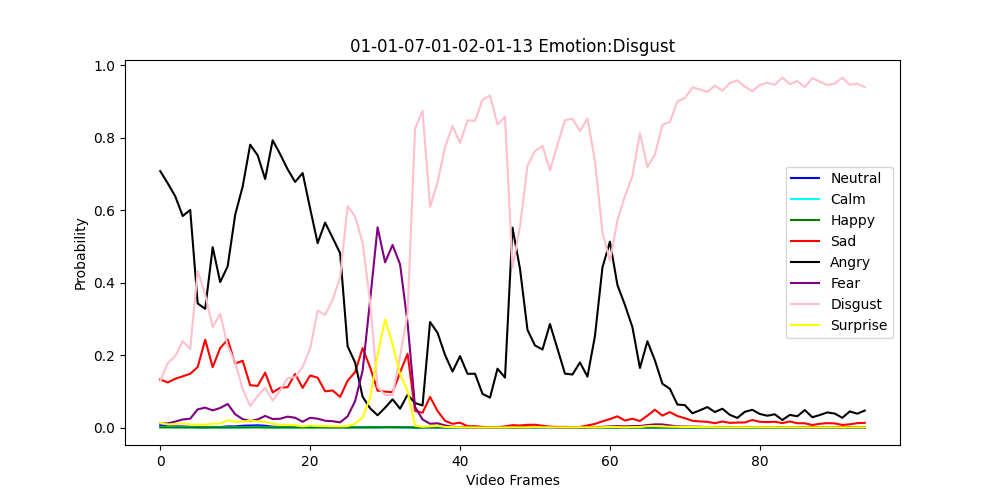 01-01-07-01-02-01-13 Emotion:Disgust
Probability
1.0
0.8
0.6
0.4
0.2
0.0
0
20
40
60
80
Video Frames
Neutral
Calm
Happy
Sad
Angry
Fear
Disgust
Surprise